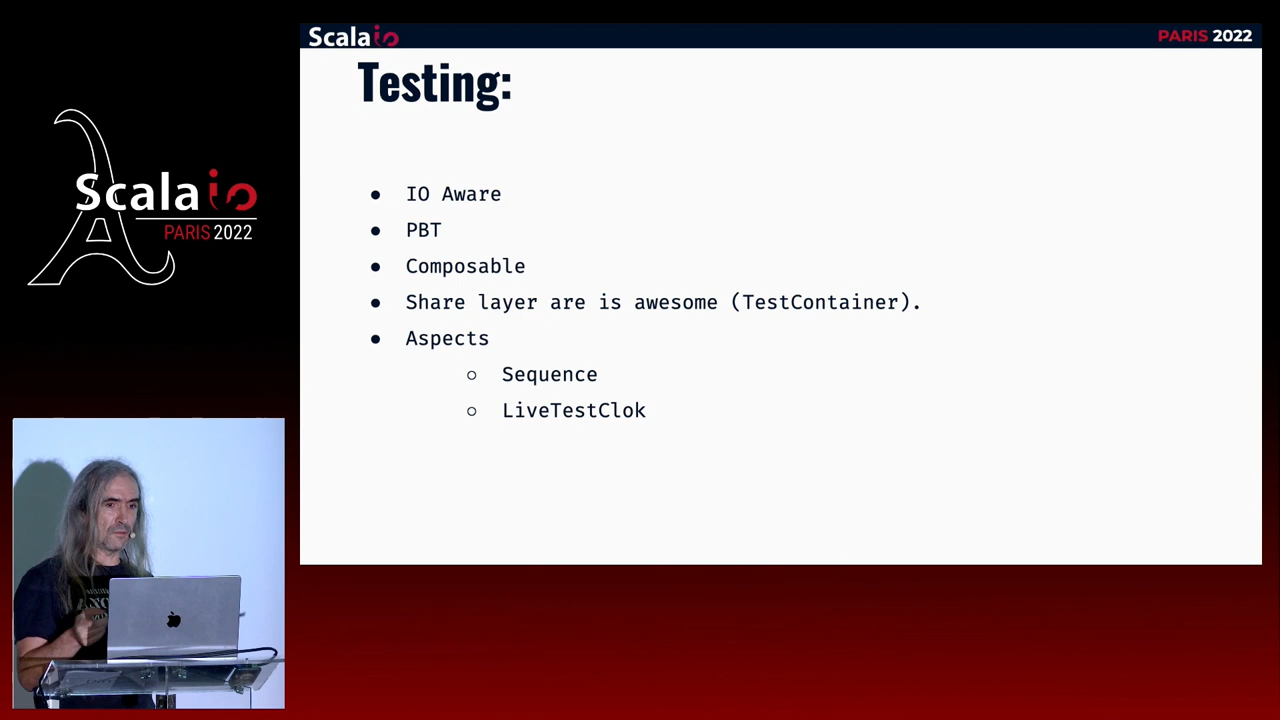 Scala io
PARIS 2022
Testing:
Scala io
PARIS 2022
● IO Aware
● PBT
● Composable
● Share layer are is awesome (TestContainer).
● Aspects
○ Sequence
○ LiveTestClok